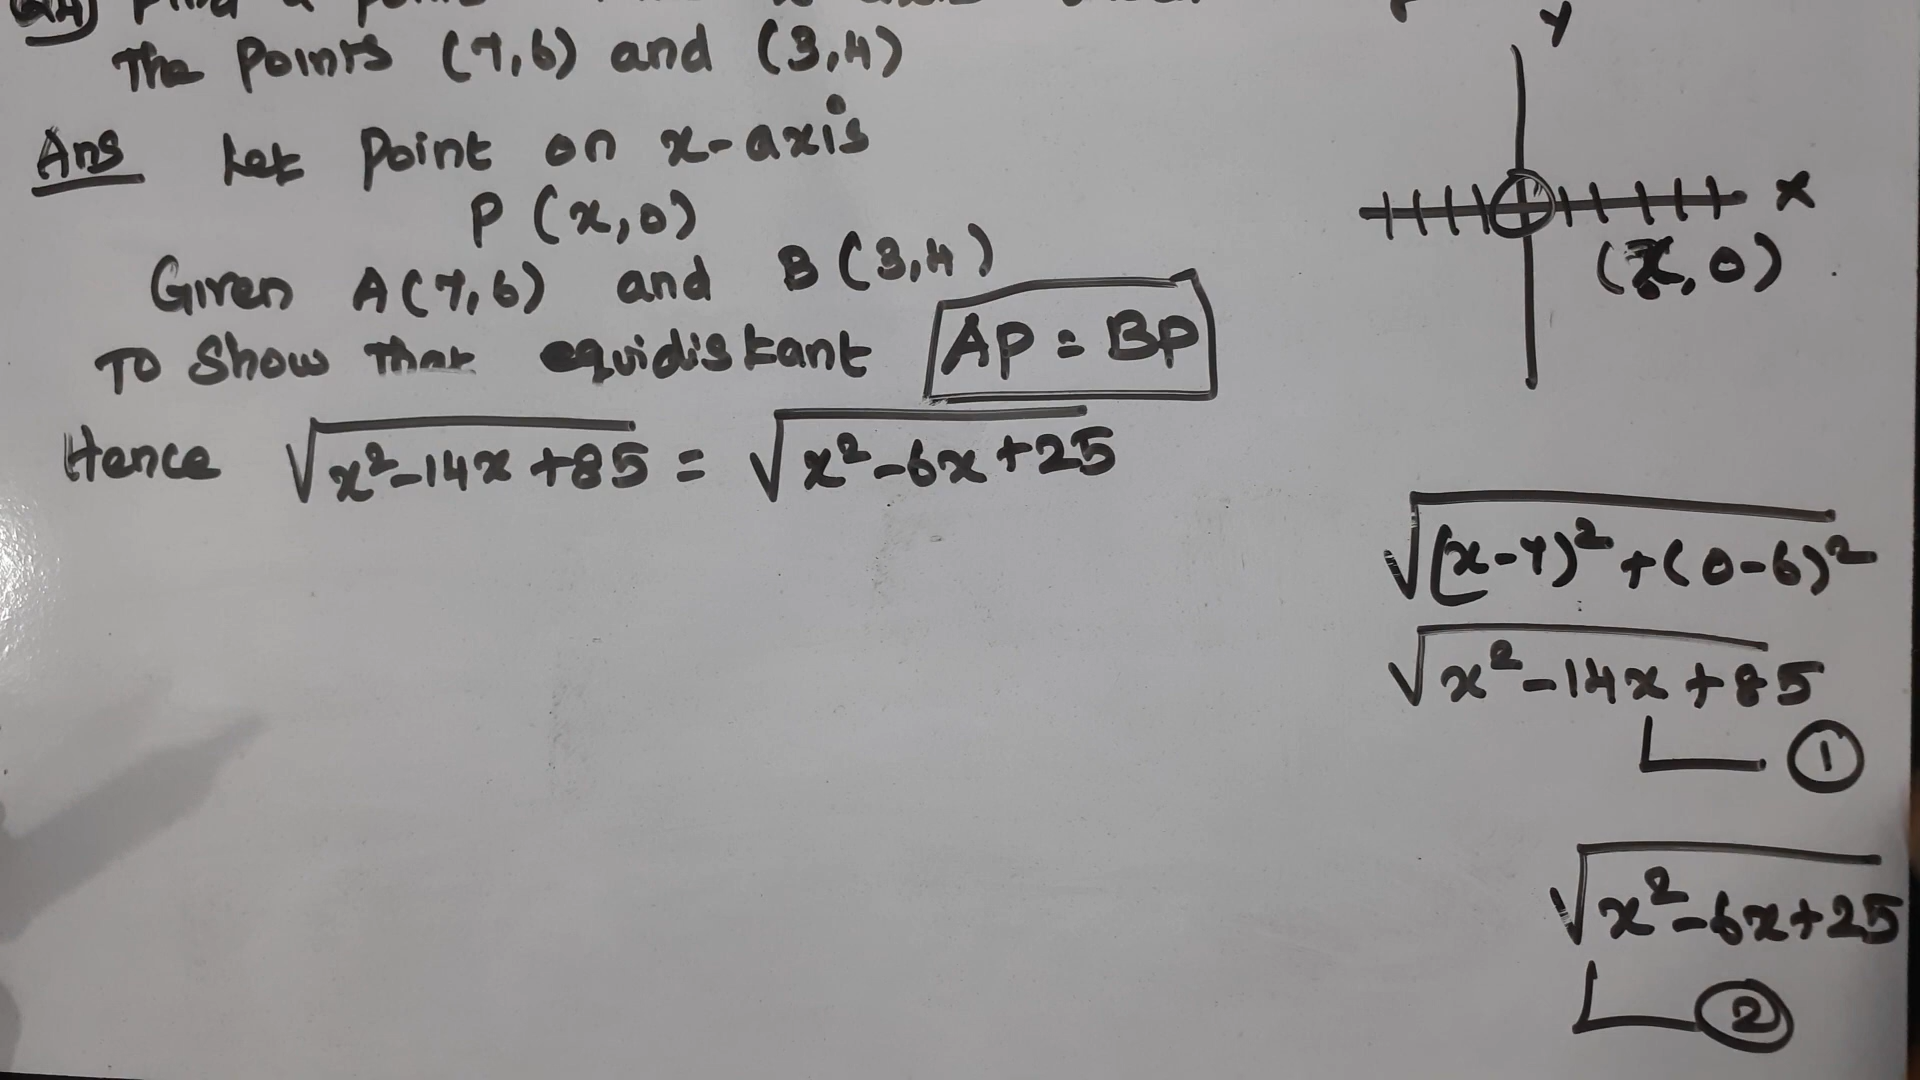 The Points (7,6) and (3,4)
Ans Let Point on x-axis
P (x,0)
Given A(7,6) and B(3,4)
To Show That equidistant AP = BP
Hence √x²-14x+85 = √x²-6x+25
Y
X
(x,0)
√(x-7)²+(0-6)²
√x²-14x+85
1
√x²-6x+25
2